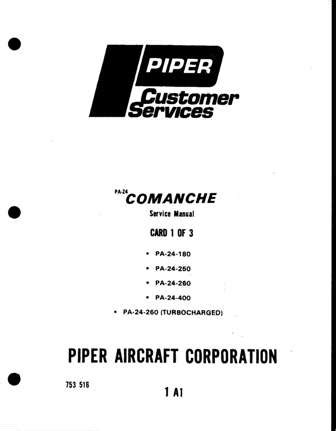 PIPER
Customer
Services
PA-24
COMANCHE
Service Manual
CARD 1 OF 3
• PA-24-180
• PA-24-250
• PA-24-260
• PA-24-400
• PA-24-260 (TURBOCHARGED)
PIPER AIRCRAFT CORPORATION
753 516
1 A1